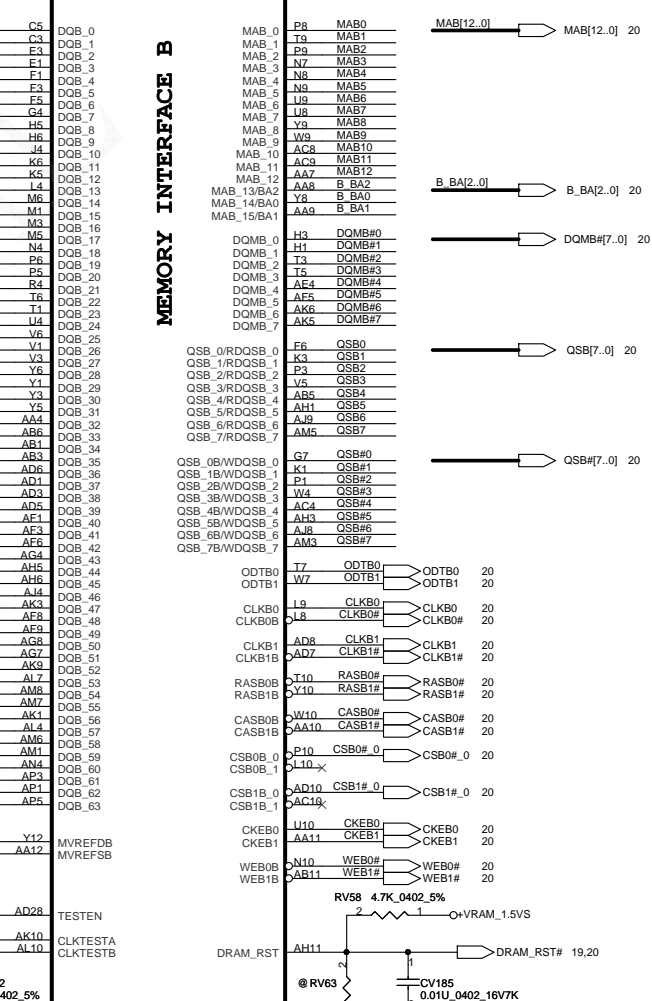 C5 DQB_0
C3 DQB_1
E3 DQB_2
E1 DQB_3
F1 DQB_4
F3 DQB_5
F5 DQB_6
G4 DQB_7
H5 DQB_8
H6 DQB_9
J4 DQB_10
K6 DQB_11
K5 DQB_12
L4 DQB_13
M6 DQB_14
M1 DQB_15
M3 DQB_16
M5 DQB_17
N4 DQB_18
P6 DQB_19
P5 DQB_20
R4 DQB_21
T6 DQB_22
T1 DQB_23
U4 DQB_24
V6 DQB_25
V1 DQB_26
V3 DQB_27
Y6 DQB_28
Y1 DQB_29
Y3 DQB_30
Y5 DQB_31
AA4 DQB_32
AB6 DQB_33
AB1 DQB_34
AB3 DQB_35
AD6 DQB_36
AD1 DQB_37
AD3 DQB_38
AD5 DQB_39
AF1 DQB_40
AF3 DQB_41
AF6 DQB_42
AG4 DQB_43
AH5 DQB_44
AH6 DQB_45
AJ4 DQB_46
AK3 DQB_47
AF8 DQB_48
AF9 DQB_49
AG8 DQB_50
AG7 DQB_51
AK9 DQB_52
AL7 DQB_53
AM8 DQB_54
AM7 DQB_55
AK1 DQB_56
AL4 DQB_57
AM6 DQB_58
AM1 DQB_59
AN4 DQB_60
AP3 DQB_61
AP1 DQB_62
AP5 DQB_63
Y12 MVREFDB
AA12 MVREFSB
AD28 TESTEN
AK10 CLKTESTA
AL10 CLKTESTB
2
402_5%
MEMORY INTERFACE B
MAB_0 P8 MAB0
MAB_1 T9 MAB1
MAB_2 P9 MAB2
MAB_3 N7 MAB3
MAB_4 N8 MAB4
MAB_5 N9 MAB5
MAB_6 U9 MAB6
MAB_7 U8 MAB7
MAB_8 Y9 MAB8
MAB_9 W9 MAB9
MAB_10 AC8 MAB10
MAB_11 AC9 MAB11
MAB_12 AA7 MAB12
MAB_13/BA2 AA8 B_BA2
MAB_14/BA0 Y8 B_BA0
MAB_15/BA1 AA9 B_BA1
DQMB_0 H3 DQMB#0
DQMB_1 H1 DQMB#1
DQMB_2 T3 DQMB#2
DQMB_3 T5 DQMB#3
DQMB_4 AE4 DQMB#4
DQMB_5 AF5 DQMB#5
DQMB_6 AK6 DQMB#6
DQMB_7 AK5 DQMB#7
QSB_0/RDQSB_0 F6 QSB0
QSB_1/RDQSB_1 K3 QSB1
QSB_2/RDQSB_2 P3 QSB2
QSB_3/RDQSB_3 V5 QSB3
QSB_4/RDQSB_4 AB5 QSB4
QSB_5/RDQSB_5 AH1 QSB5
QSB_6/RDQSB_6 AJ9 QSB6
QSB_7/RDQSB_7 AM5 QSB7
QSB_0B/WDQSB_0 G7 QSB#0
QSB_1B/WDQSB_1 K1 QSB#1
QSB_2B/WDQSB_2 P1 QSB#2
QSB_3B/WDQSB_3 W4 QSB#3
QSB_4B/WDQSB_4 AC4 QSB#4
QSB_5B/WDQSB_5 AH3 QSB#5
QSB_6B/WDQSB_6 AJ8 QSB#6
QSB_7B/WDQSB_7 AM3 QSB#7
MAB[12..0] MAB[12..0] 20
B_BA[2..0] B_BA[2..0] 20
DQMB#[7..0] 20
QSB[7..0] 20
QSB#[7..0] 20
ODTB0 T7 ODTB0 ODTB0 20
ODTB1 W7 ODTB1 ODTB1 20
CLKB0 L9 CLKB0 CLKB0 20
CLKB0B L8 CLKB0# CLKB0# 20
CLKB1 AD8 CLKB1 CLKB1 20
CLKB1B AD7 CLKB1# CLKB1# 20
RASB0B T10 RASB0# RASB0# 20
RASB1B Y10 RASB1# RASB1# 20
CASB0B W10 CASB0# CASB0# 20
CASB1B AA10 CASB1# CASB1# 20
CSB0B_0 P10 CSB0#_0 CSB0#_0 20
CSB0B_1 L10
CSB1B_0 AD10 CSB1#_0 CSB1#_0 20
CSB1B_1 AC10
CKEB0 U10 CKEB0 CKEB0 20
CKEB1 AA11 CKEB1 CKEB1 20
WEB0B N10 WEB0# WEB0# 20
WEB1B AB11 WEB1# WEB1# 20
RV58 4.7K_0402_5%
2 1 +VRAM_1.5VS
DRAM_RST AH11 DRAM_RST# 19,20
2 1
@ RV63 CV185
0.01U_0402_16V7K